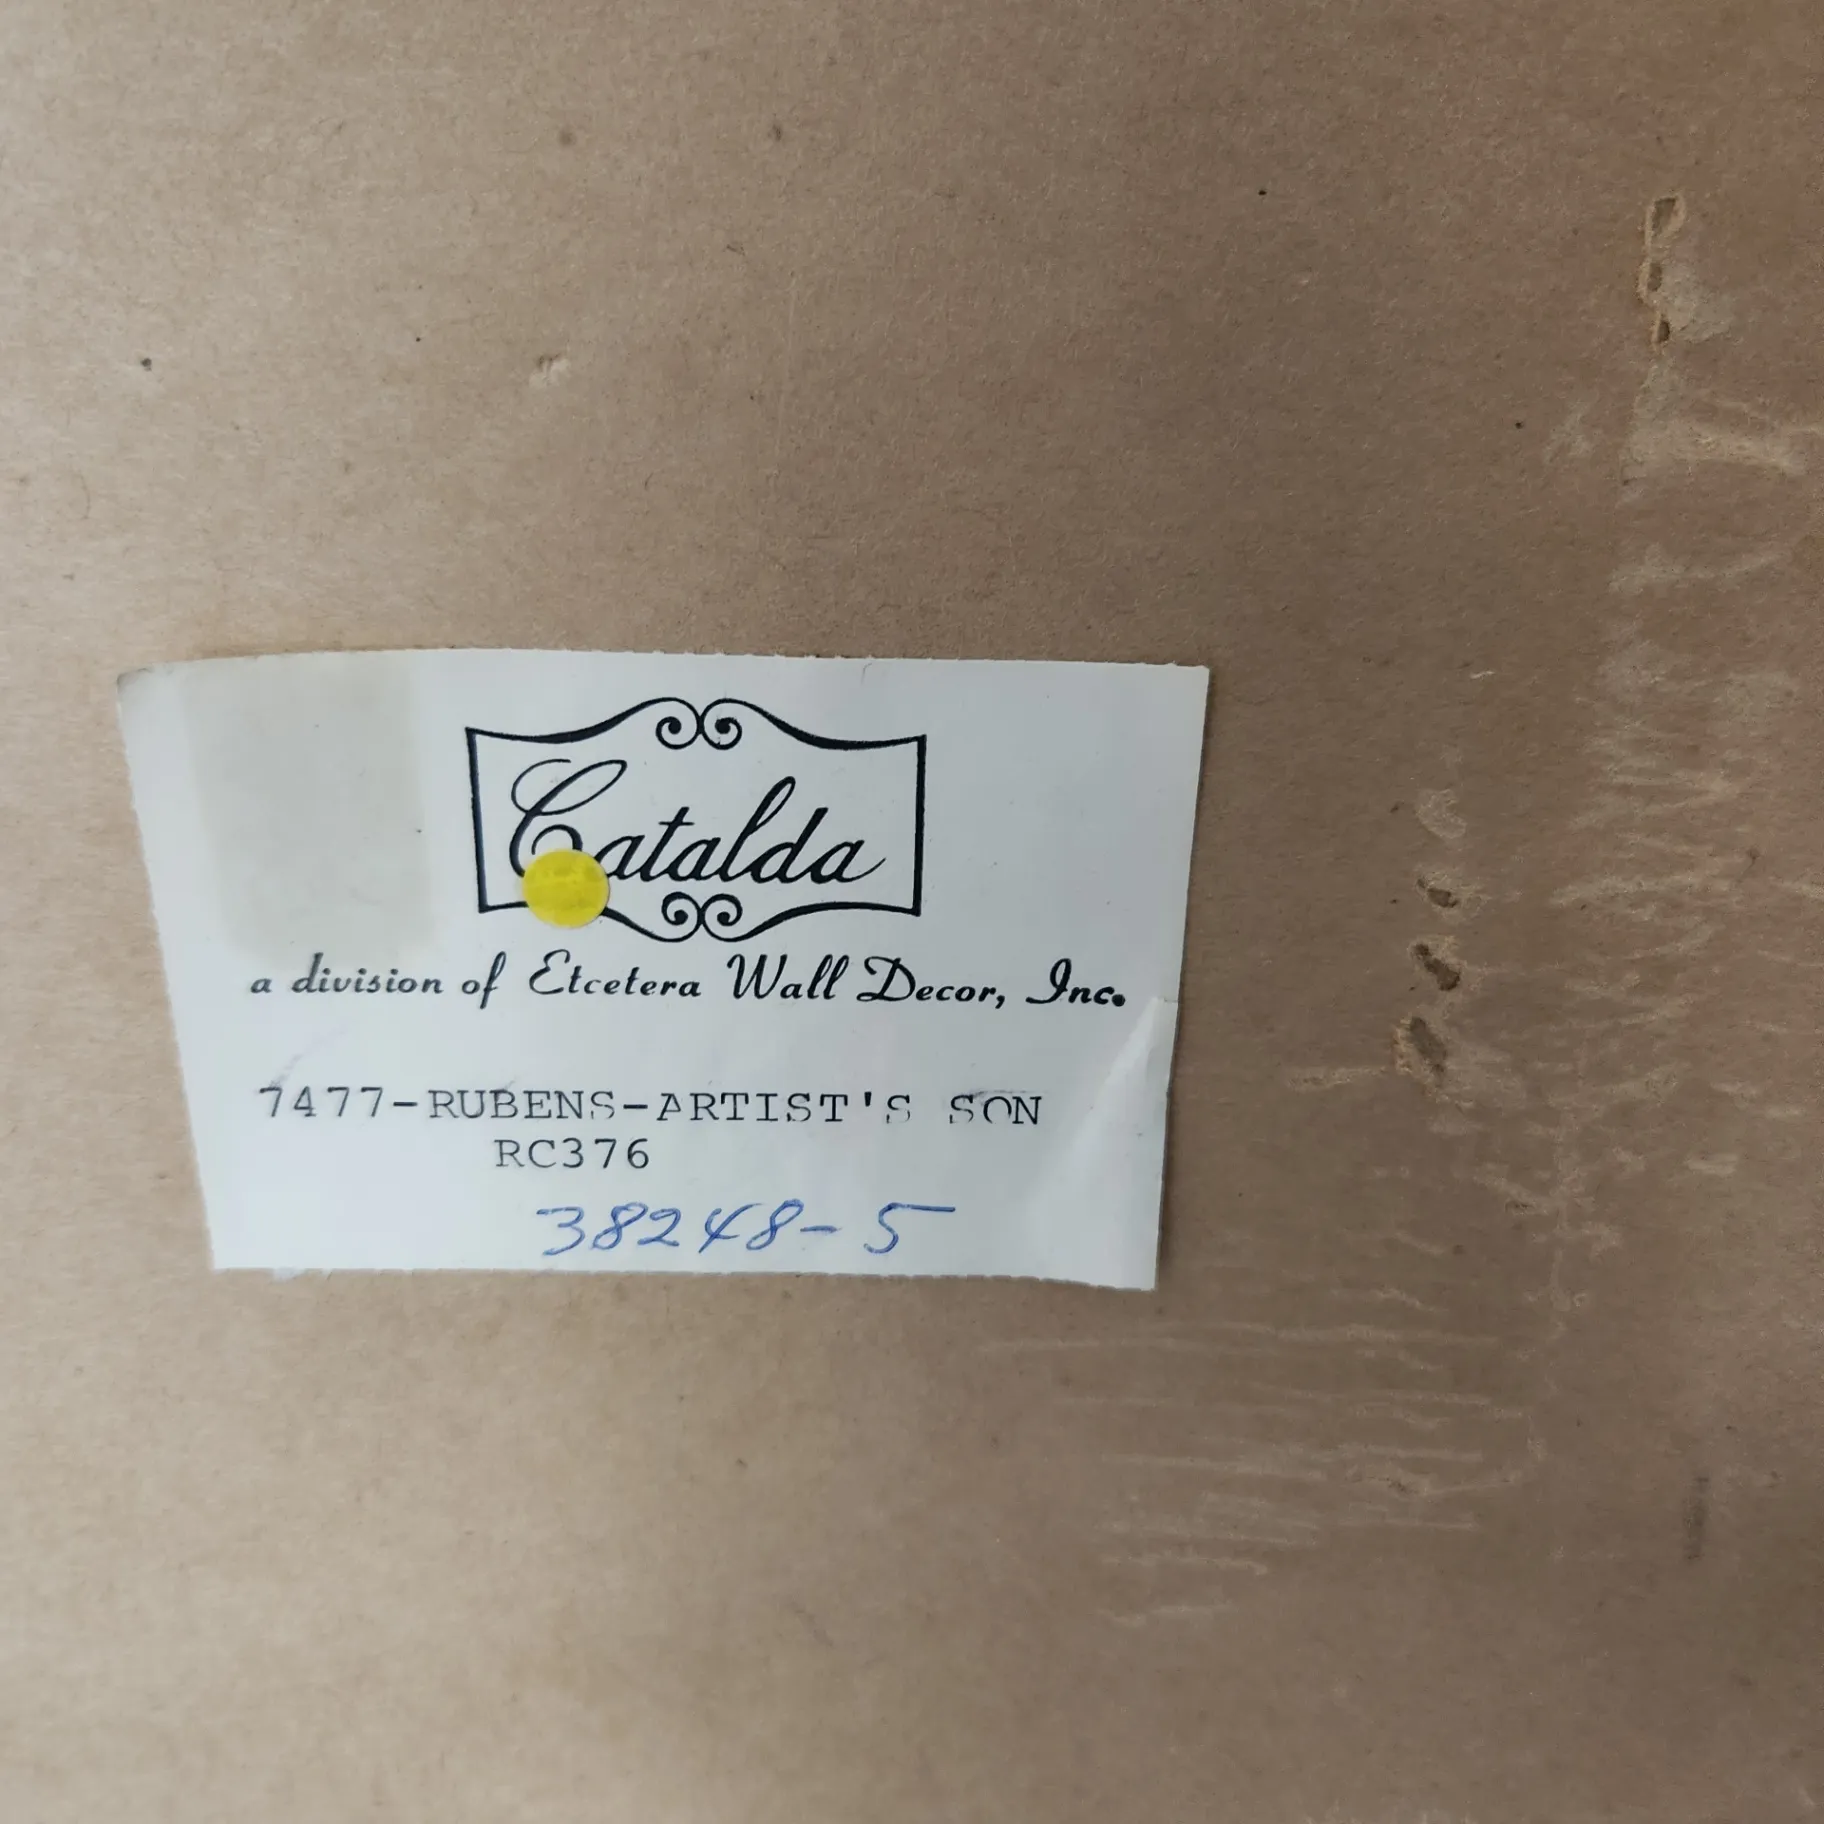 Catalda
a division of Etcetera Wall Decor, Inc.
7477-RUBENS-ARTIST'S SON
RC376
38248-5